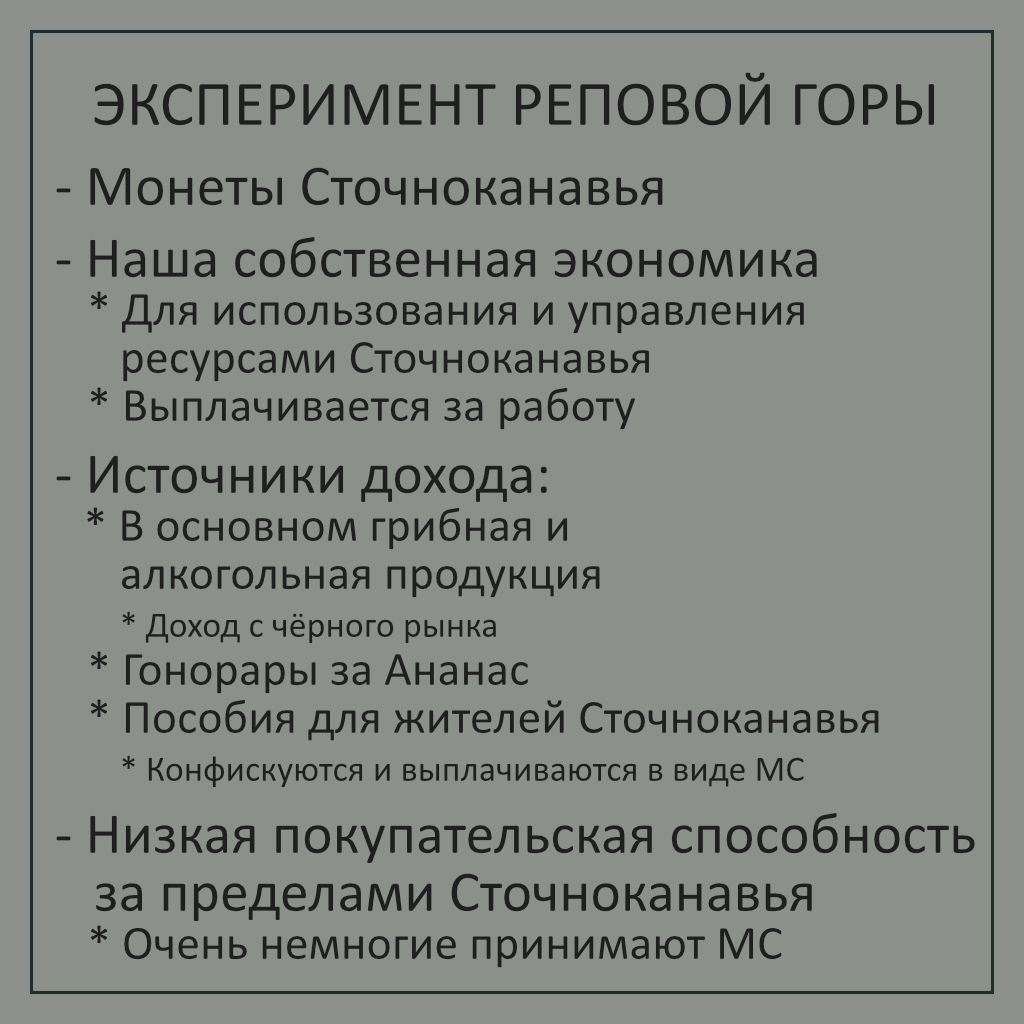 ЭКСПЕРИМЕНТ РЕПОВОЙ ГОРЫ
- Монеты Сточноканавья
- Наша собственная экономика
* Для использования и управления
ресурсами Сточноканавья
* Выплачивается за работу
- Источники дохода:
* В основном грибная и
алкогольная продукция
* Доход с чёрного рынка
* Гонорары за Ананас
* Пособия для жителей Сточноканавья
* Конфискуются и выплачиваются в виде МС
- Низкая покупательская способность
за пределами Сточноканавья
* Очень немногие принимают МС